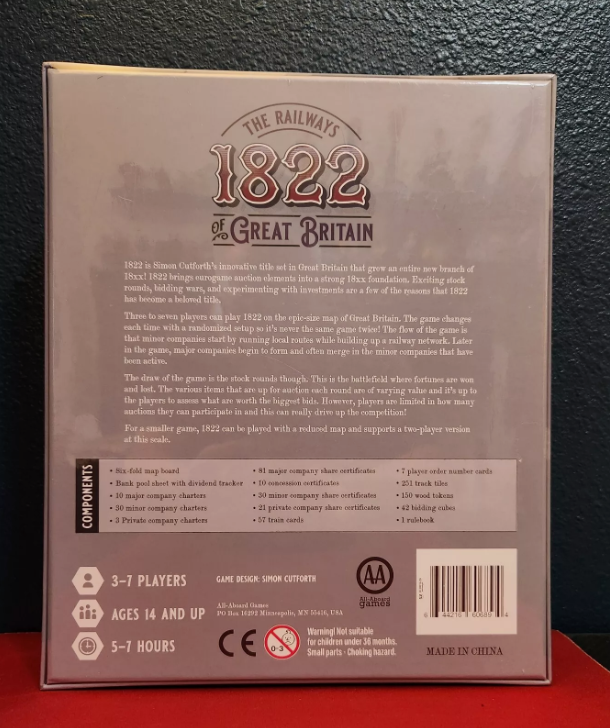 THE RAILWAYS
1822
OF GREAT BRITAIN
1822 is Simon Cutforth's innovative title set in Great Britain that grew an entire new branch of
18xx! 1822 brings eurogame auction elements into a strong 18xx foundation. Exciting stock
rounds, bidding wars, and experimenting with investments are a few of the reasons that 1822
has become a beloved title.
Three to seven players can play 1822 on the epic-size map of Great Britain. The game changes
each time with a randomized setup so it's never the same game twice! The flow of the game is
that minor companies start by running local routes while building up a railway network. Later
in the game, major companies begin to form and often merge in the minor companies that have
been active.
The draw of the game is the stock rounds though. This is the battlefield where fortunes are won
and lost. The various items that are up for auction each round are of varying value and it's up to
the players to assess what are worth the biggest bids. However, players are limited in how many
auctions they can participate in and this can really drive up the competition!
For a smaller game, 1822 can be played with a reduced map and supports a two-player version
at this scale.
COMPONENTS
• Six-fold map board
• Bank pool sheet with dividend tracker
• 10 major company charters
• 30 minor company charters
• 3 Private company charters
• 81 major company share certificates
• 10 concession certificates
• 30 minor company share certificates
• 21 private company share certificates
• 57 train cards
• 7 player order number cards
• 251 track tiles
• 150 wood tokens
• 42 bidding cubes
• 1 rulebook
3-7 PLAYERS
AGES 14 AND UP
5-7 HOURS
GAME DESIGN: SIMON CUTFORTH
All-Aboard Games
PO Box 16292 Minneapolis, MN 55416, USA
CE
0-3
Warning! Not suitable
for children under 36 months.
Small parts · Choking hazard.
AA
All-Aboard
games
MADE IN CHINA